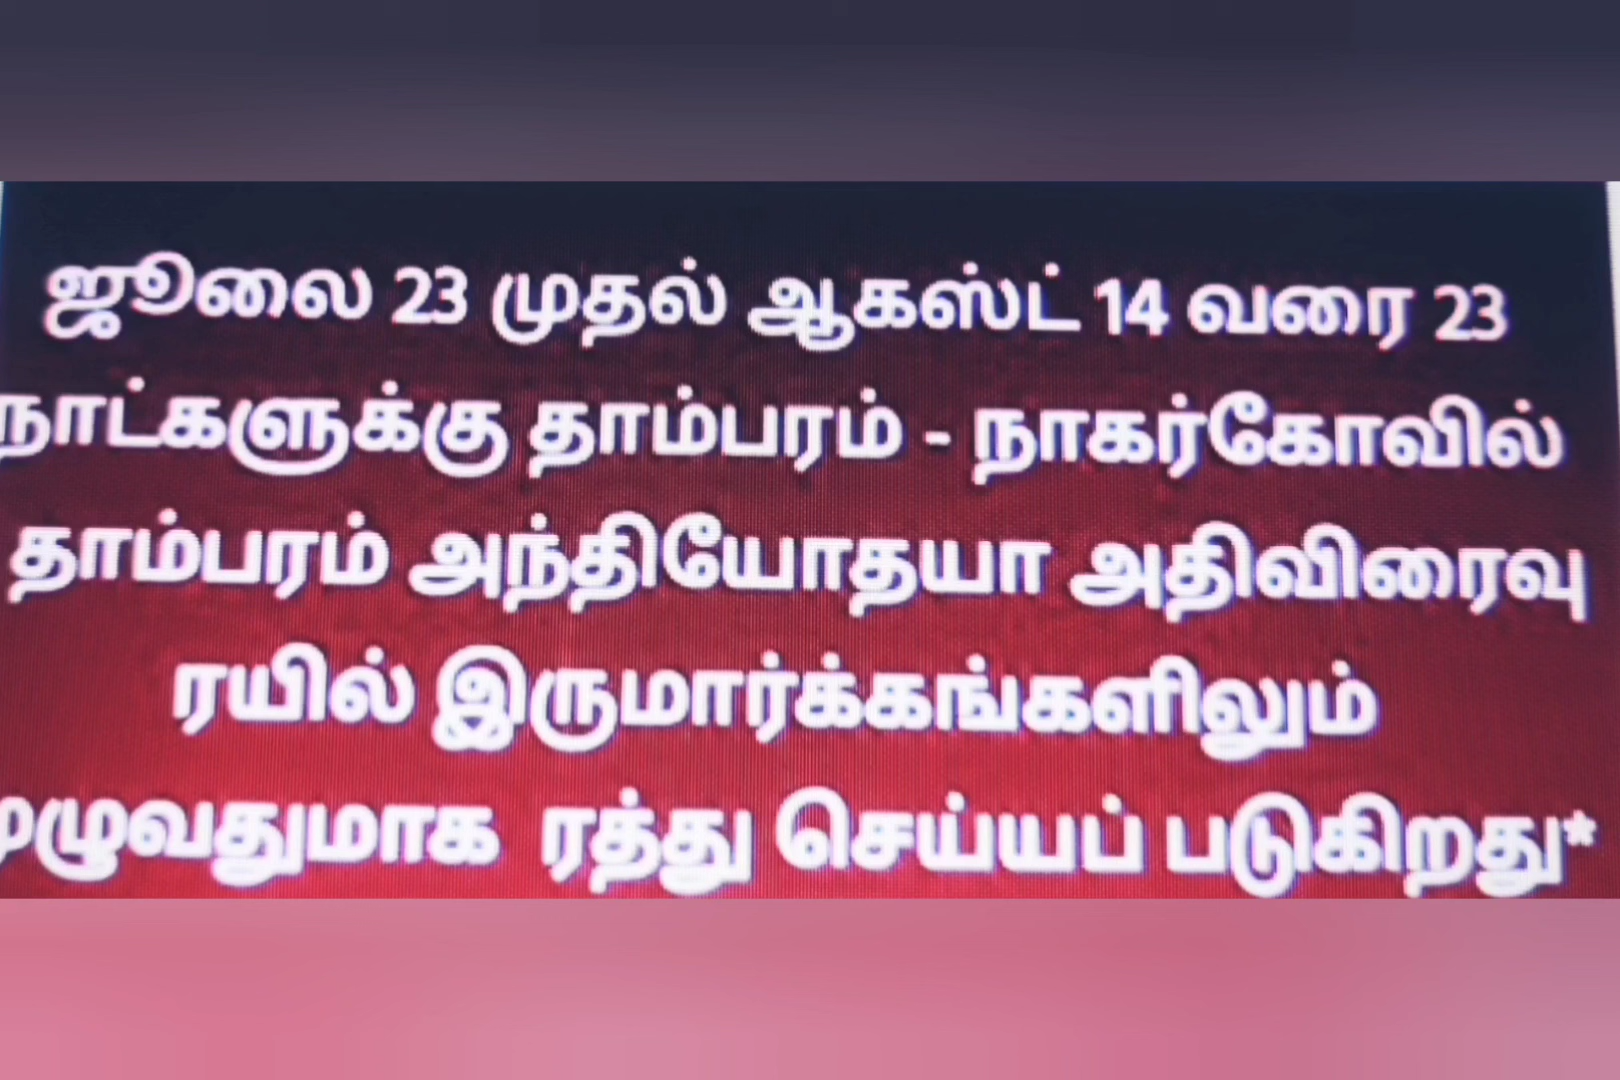 ஜூலை 23 முதல் ஆகஸ்ட் 14 வரை 23
நாட்களுக்கு தாம்பரம் - நாகர்கோவில்
தாம்பரம் அந்தியோதயா அதிவிரைவு
ரயில் இருமார்க்கங்களிலும்
முழுவதுமாக ரத்து செய்யப் படுகிறது*